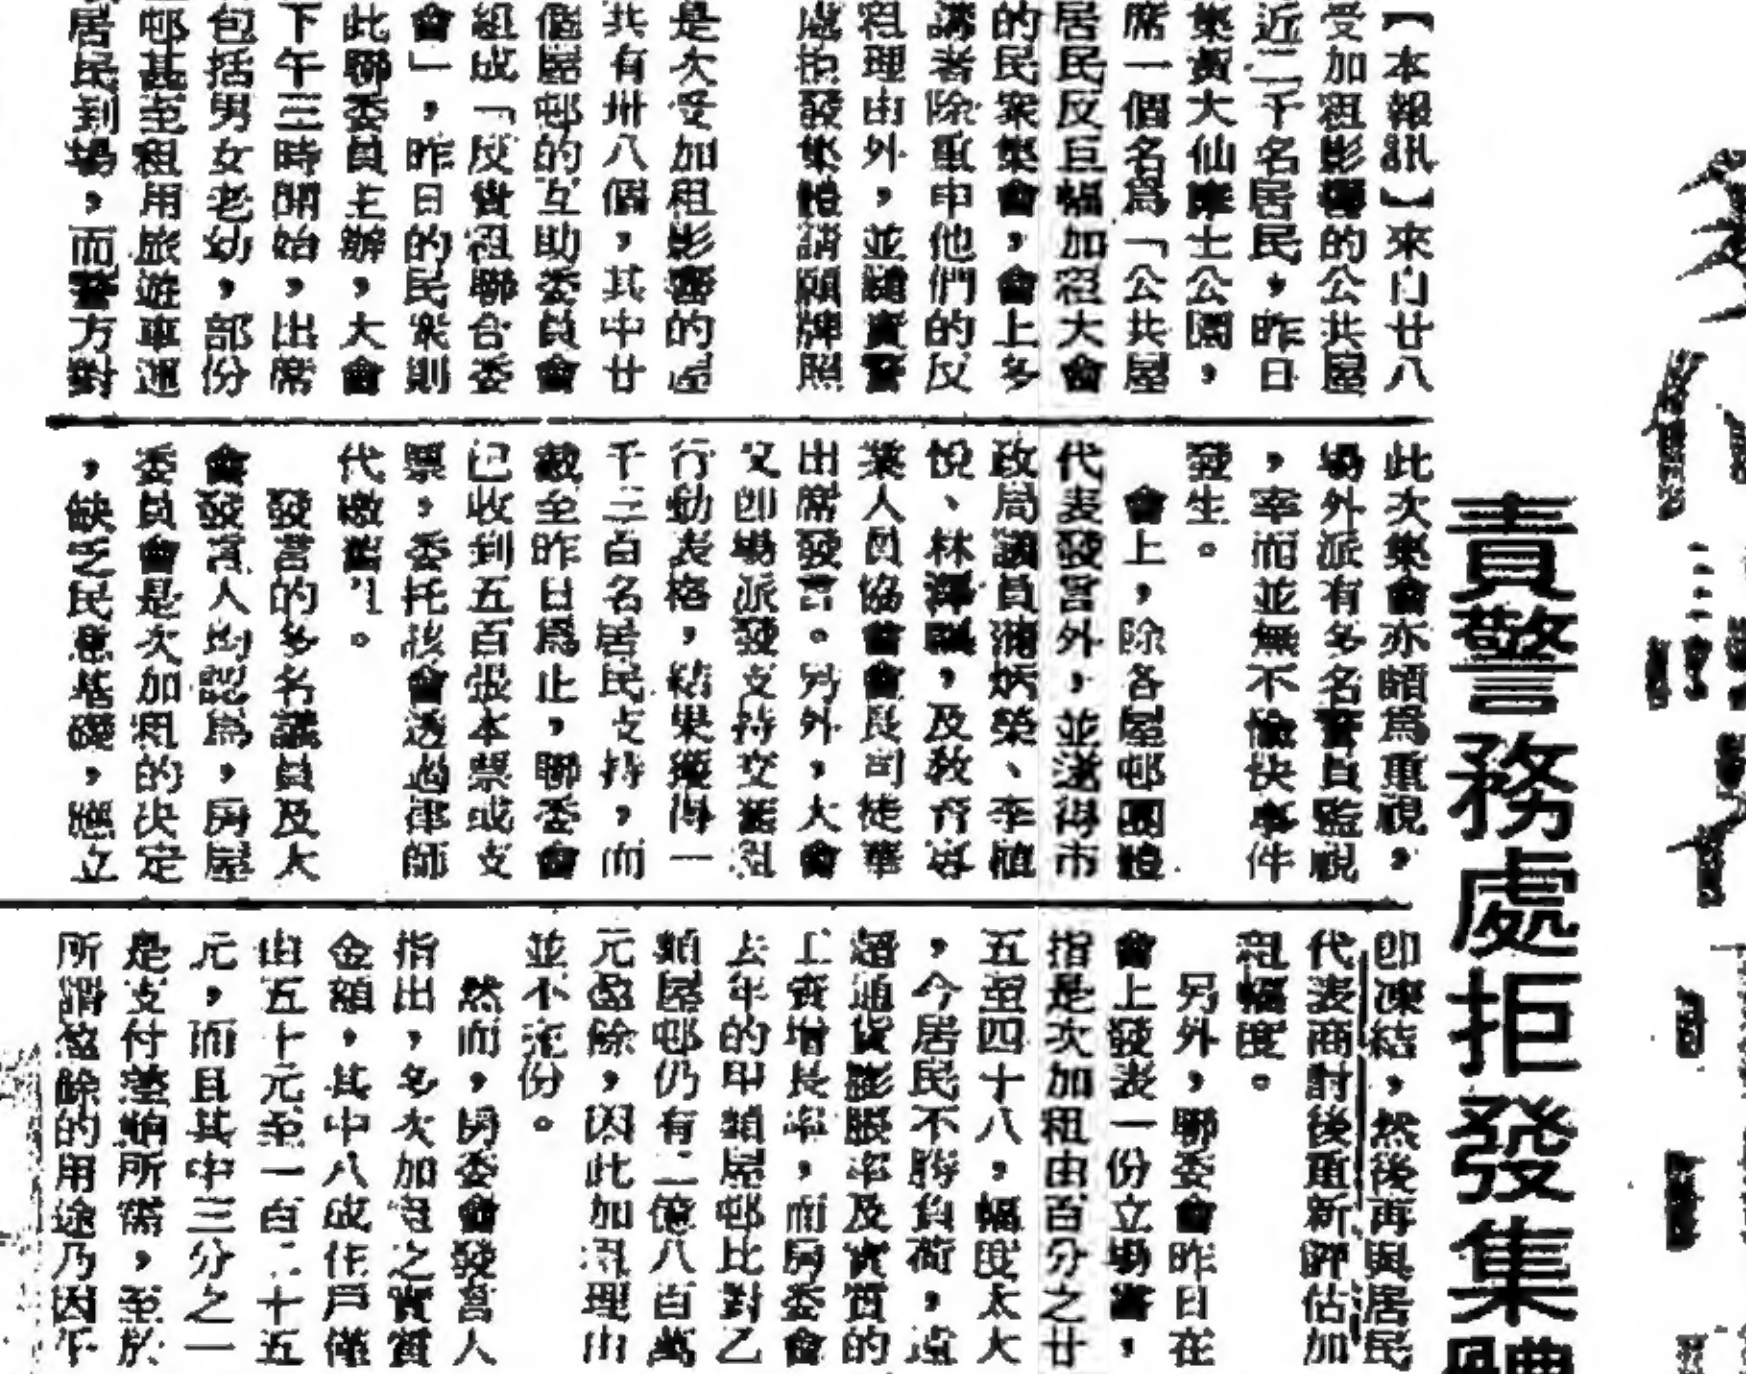 責警務處拒發集體
【本報訊】來自廿八
受加租影響的公共屋
近二千名居民，昨日
集黃大仙摩士公園，
席一個名為「公共屋
居民反巨幅加租大會
的民眾集會，會上多
講者除重申他們的反
租理由外，並譴責警
處拒發集體請願牌照
是次受加租影響的屋
共有卅八個，其中廿
個屋邨的互助委員會
組成「反貴租聯合委
會」，昨日的民眾則
此聯委員主辦，大會
下午三時開始，出席
包括男女老幼，部份
邨甚至租用旅遊車運
居民到場，而警方對
此次集會亦頗為重視，
場外派有多名警員監視
，幸而並無不愉快事件
發生。
會上，除各屋邨團體
代表發言外，並邀得市
政局議員浦炳榮、李植
悅、林澤飄，及教育專
業人員協會會長司徒華
出席發言。另外，大會
又即場派發支持交舊租
行動表格，結果獲得一
千三百名居民支持，而
截至昨日為止，聯委會
已收到五百張本票或支
票，委托該會透過律師
代繳舊租。
發言的多名議員及大
會發言人均認為，房屋
委員會是次加租的決定
，缺乏民意基礎，應立
即凍結，然後再與居民
代表商討後重新評估加
租幅度。
另外，聯委會昨日在
會上發表一份立場書，
指是次加租由百分之廿
五至四十八，幅度太大
，令居民不勝負荷，遠
超通貨膨脹率及實質的
工資增長率，而房委會
去年的甲類屋邨比對乙
類屋邨仍有二億八百萬
元盈餘，因此加租理由
並不充份。
然而，房委會發言人
指出，多次加租之實質
金額，其中八成住戶僅
由五十元至一百二十五
元，而且其中三分之一
是支付差餉所需，至於
所謂盈餘的用途乃因下